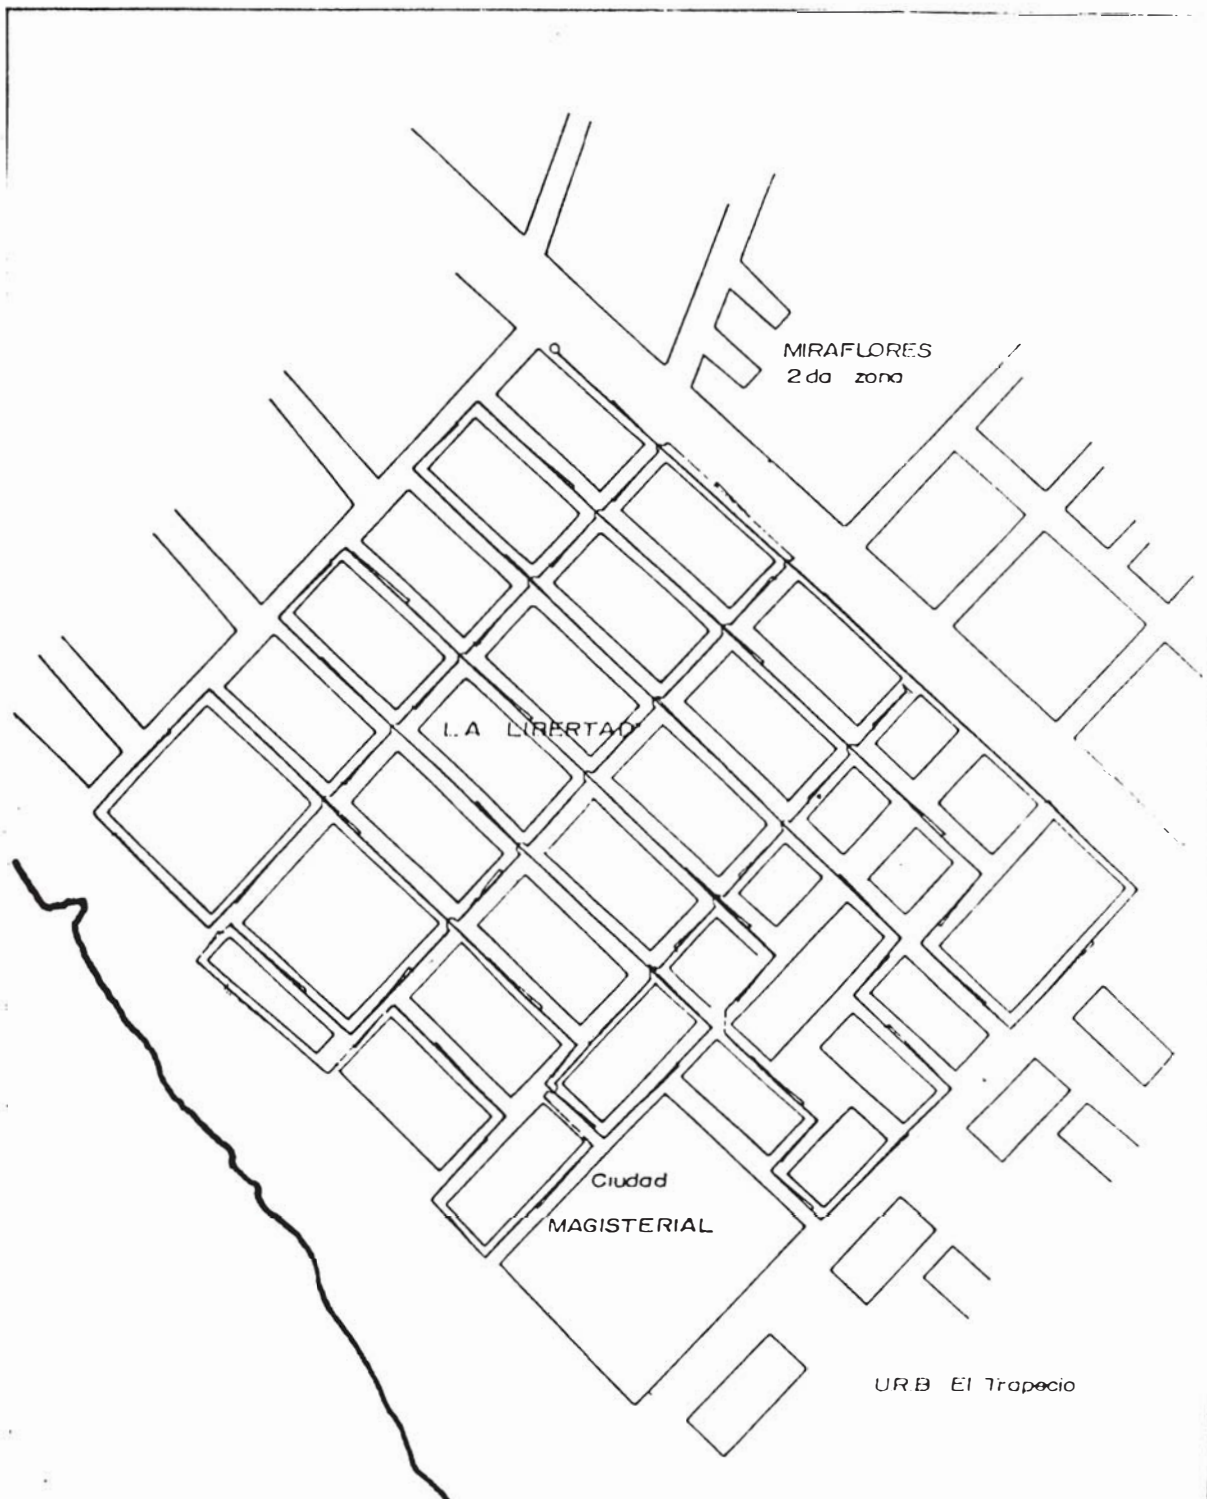 MIRAFLORES
2da zona
LA LIBERTAD
Ciudad
MAGISTERIAL
URB El Trapecio